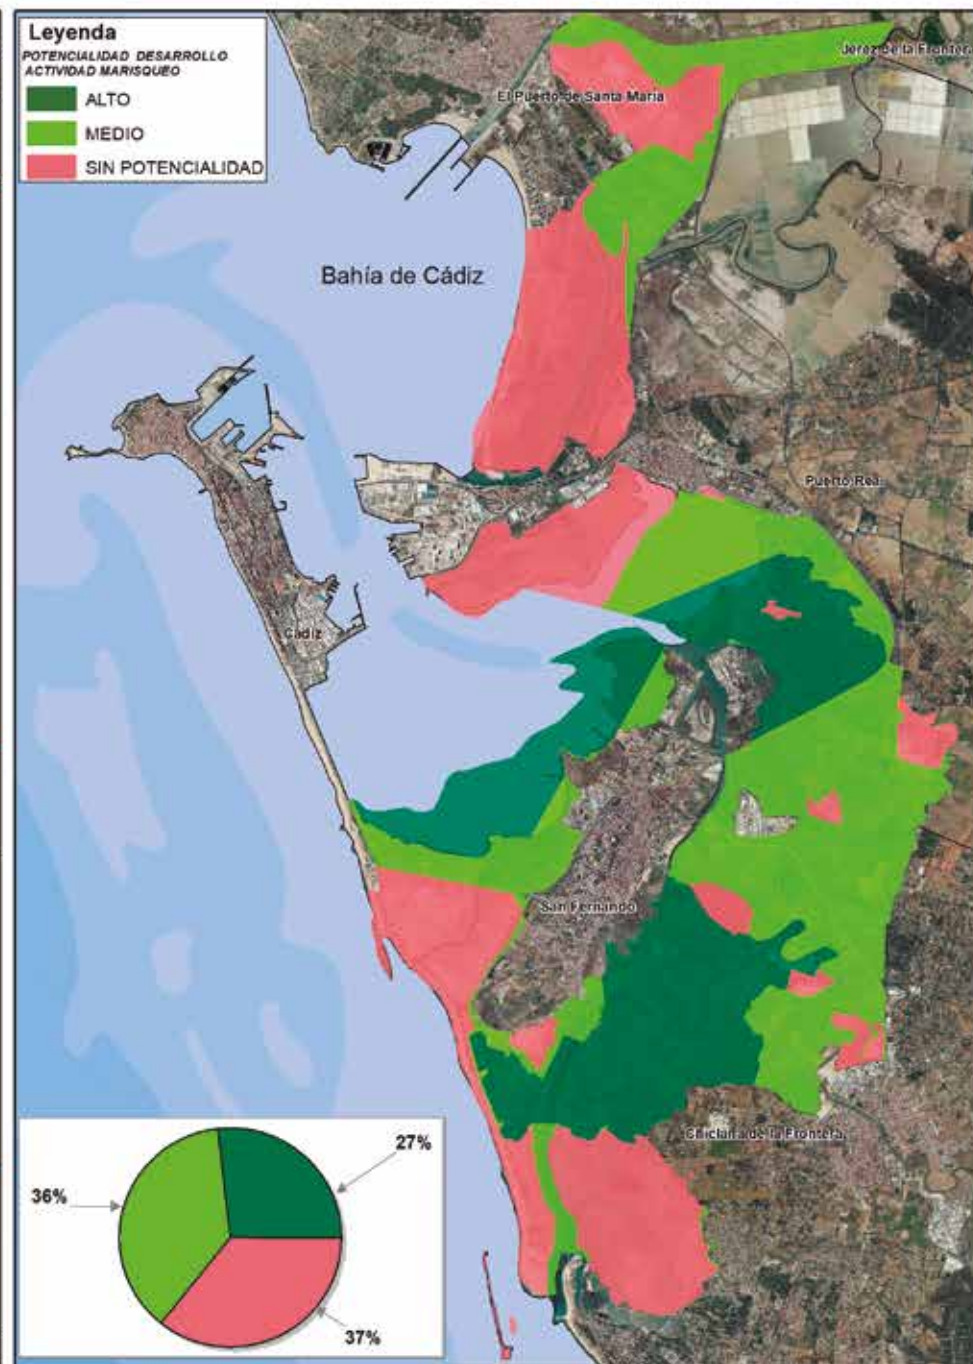 Leyenda
POTENCIALIDAD DESARROLLO
ACTIVIDAD MARISQUEO
ALTO
MEDIO
SIN POTENCIALIDAD
Jerez de la Frontera
El Puerto de Santa María
Bahía de Cádiz
Puerto Real
Cádiz
San Fernando
Chiclana de la Frontera
27%
36%
37%